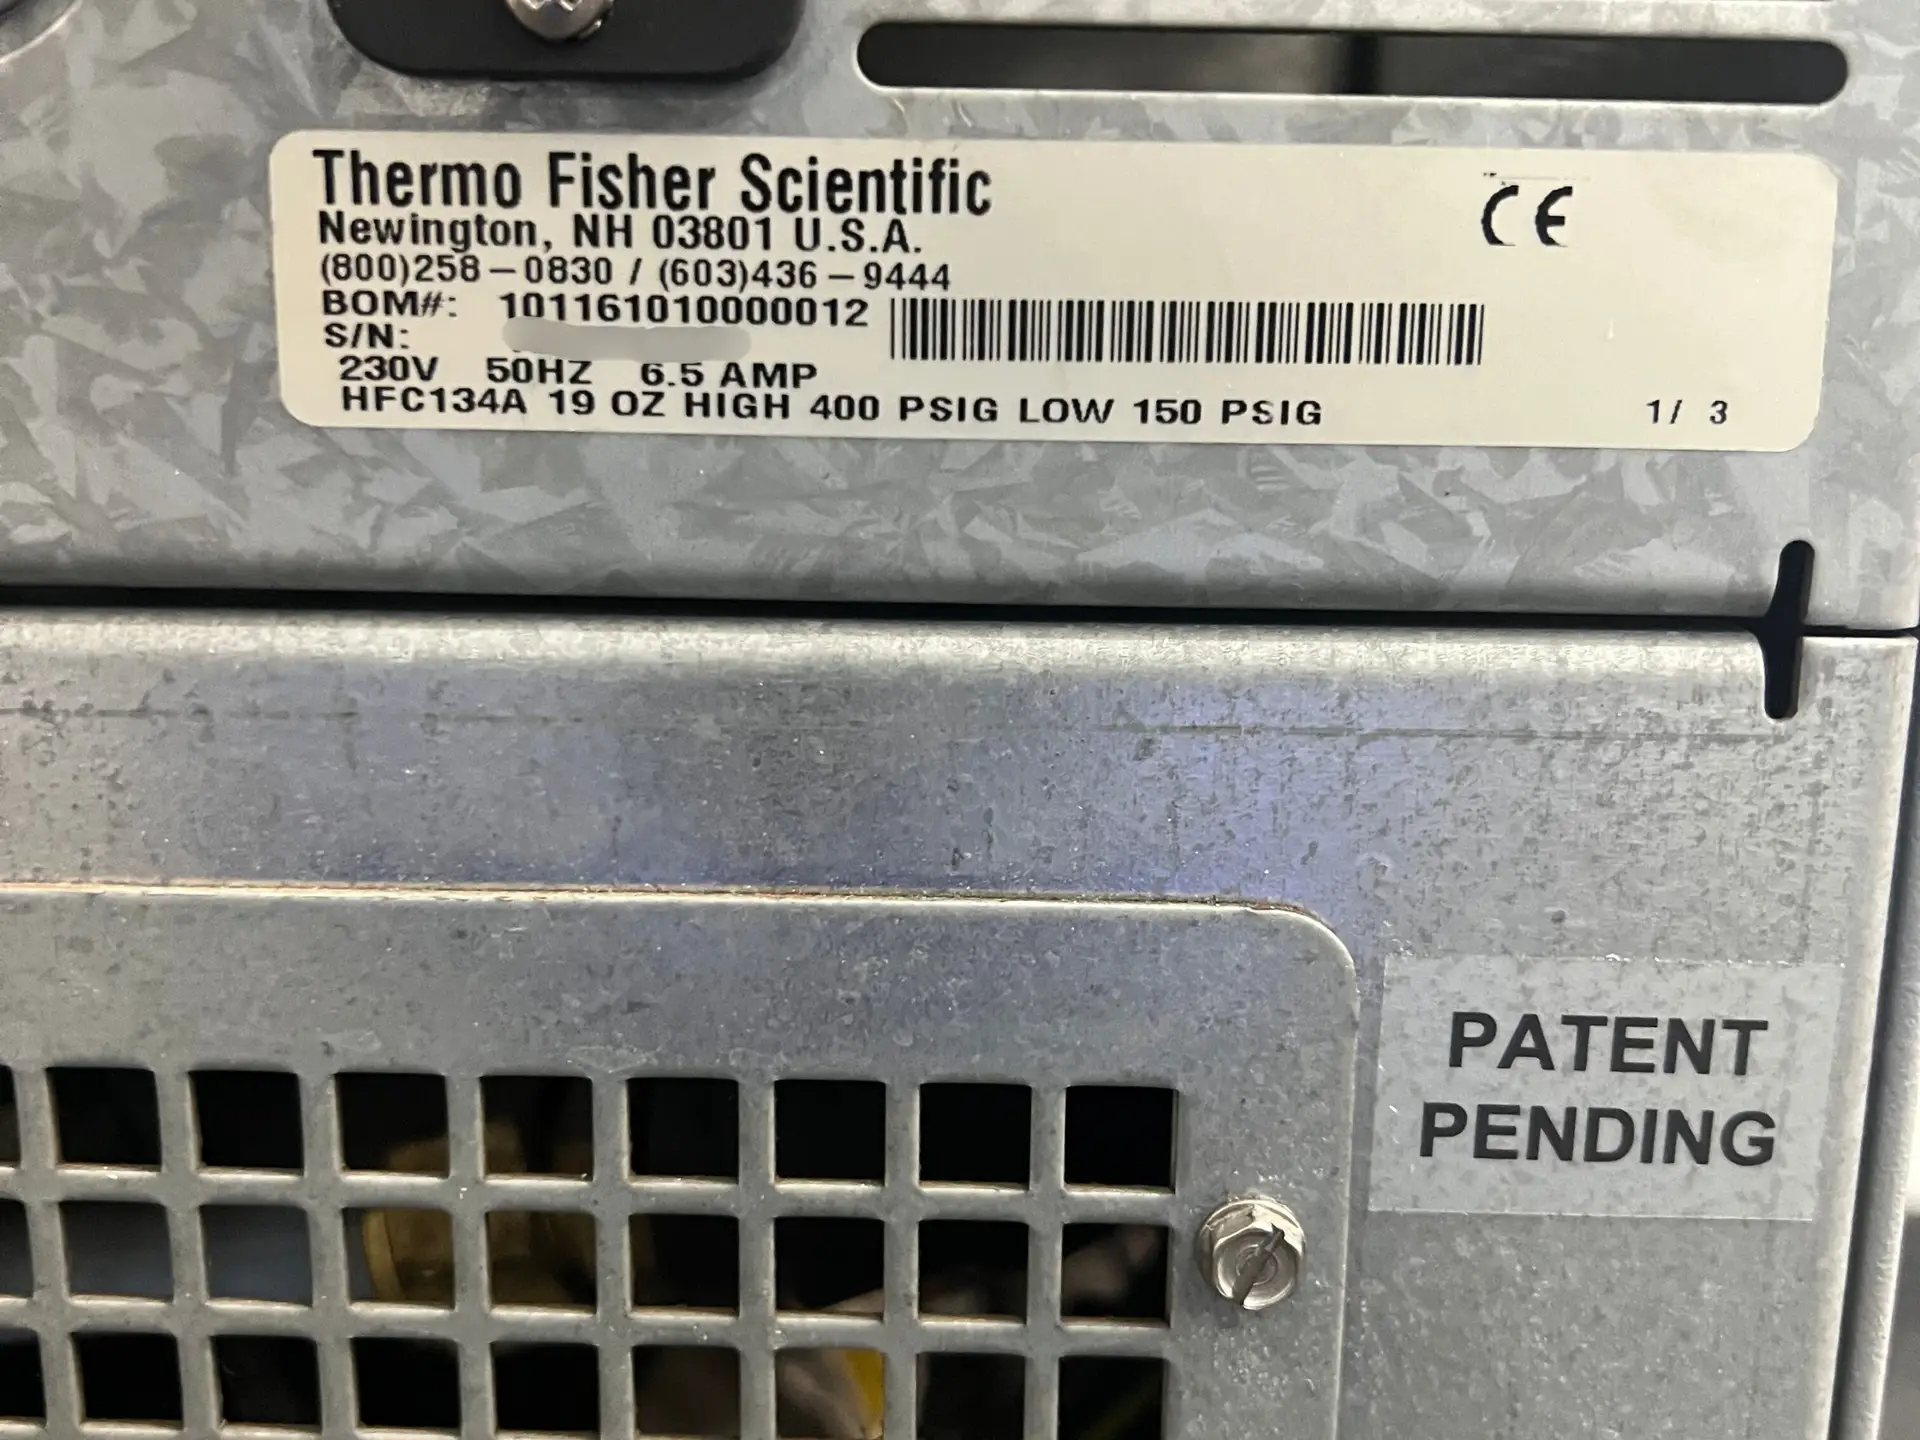 Thermo Fisher Scientific
Newington, NH 03801 U.S.A.
(800)258-0830 / (603)436-9444
BOM#: 101161010000012
S/N:
230V 50HZ 6.5 AMP
HFC134A 19 OZ HIGH 400 PSIG LOW 150 PSIG 1/ 3
CE
PATENT
PENDING